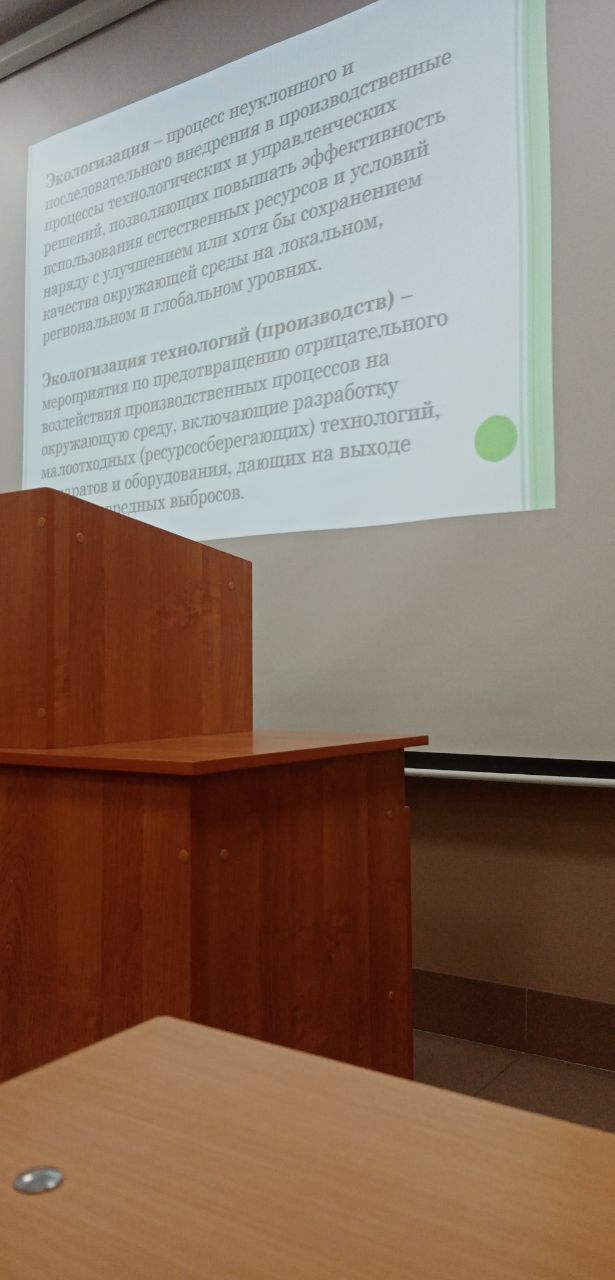 Экологизация – процесс неуклонного и
последовательного внедрения в производственные
процессы технологических и управленческих
решений, позволяющих повышать эффективность
использования естественных ресурсов и условий
наряду с улучшением или хотя бы сохранением
качества окружающей среды на локальном,
региональном и глобальном уровнях.
Экологизация технологий (производств) –
мероприятия по предотвращению отрицательного
воздействия производственных процессов на
окружающую среду, включающие разработку
малоотходных (ресурсосберегающих) технологий,
и оборудования, дающих на выходе
выбросов.